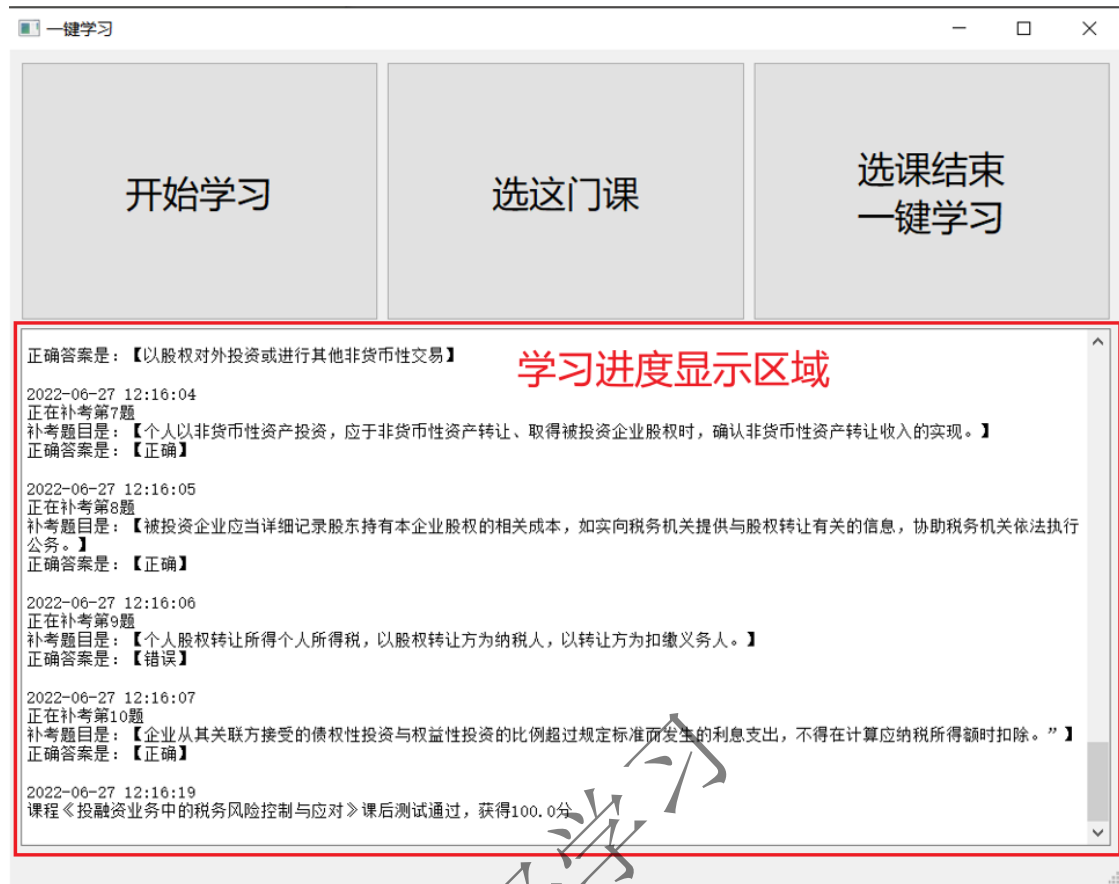 一键学习
开始学习
选这门课
选课结束
一键学习
正确答案是：【以股权对外投资或进行其他非货币性交易】
学习进度显示区域
2022-06-27 12:16:04
正在补考第7题
补考题目是：【个人以非货币性资产投资，应于非货币性资产转让、取得被投资企业股权时，确认非货币性资产转让收入的实现。】
正确答案是：【正确】
2022-06-27 12:16:05
正在补考第8题
补考题目是：【被投资企业应当详细记录股东持有本企业股权的相关成本，如实向税务机关提供与股权转让有关的信息，协助税务机关依法执行
公务。】
正确答案是：【正确】
2022-06-27 12:16:06
正在补考第9题
补考题目是：【个人股权转让所得个人所得税，以股权转让方为纳税人，以转让方为扣缴义务人。】
正确答案是：【错误】
2022-06-27 12:16:07
正在补考第10题
补考题目是：【企业从其关联方接受的债权性投资与权益性投资的比例超过规定标准而发生的利息支出，不得在计算应纳税所得额时扣除。”】
正确答案是：【正确】
2022-06-27 12:16:19
课程《投融资业务中的税务风险控制与应对》课后测试通过，获得100.0分
学习